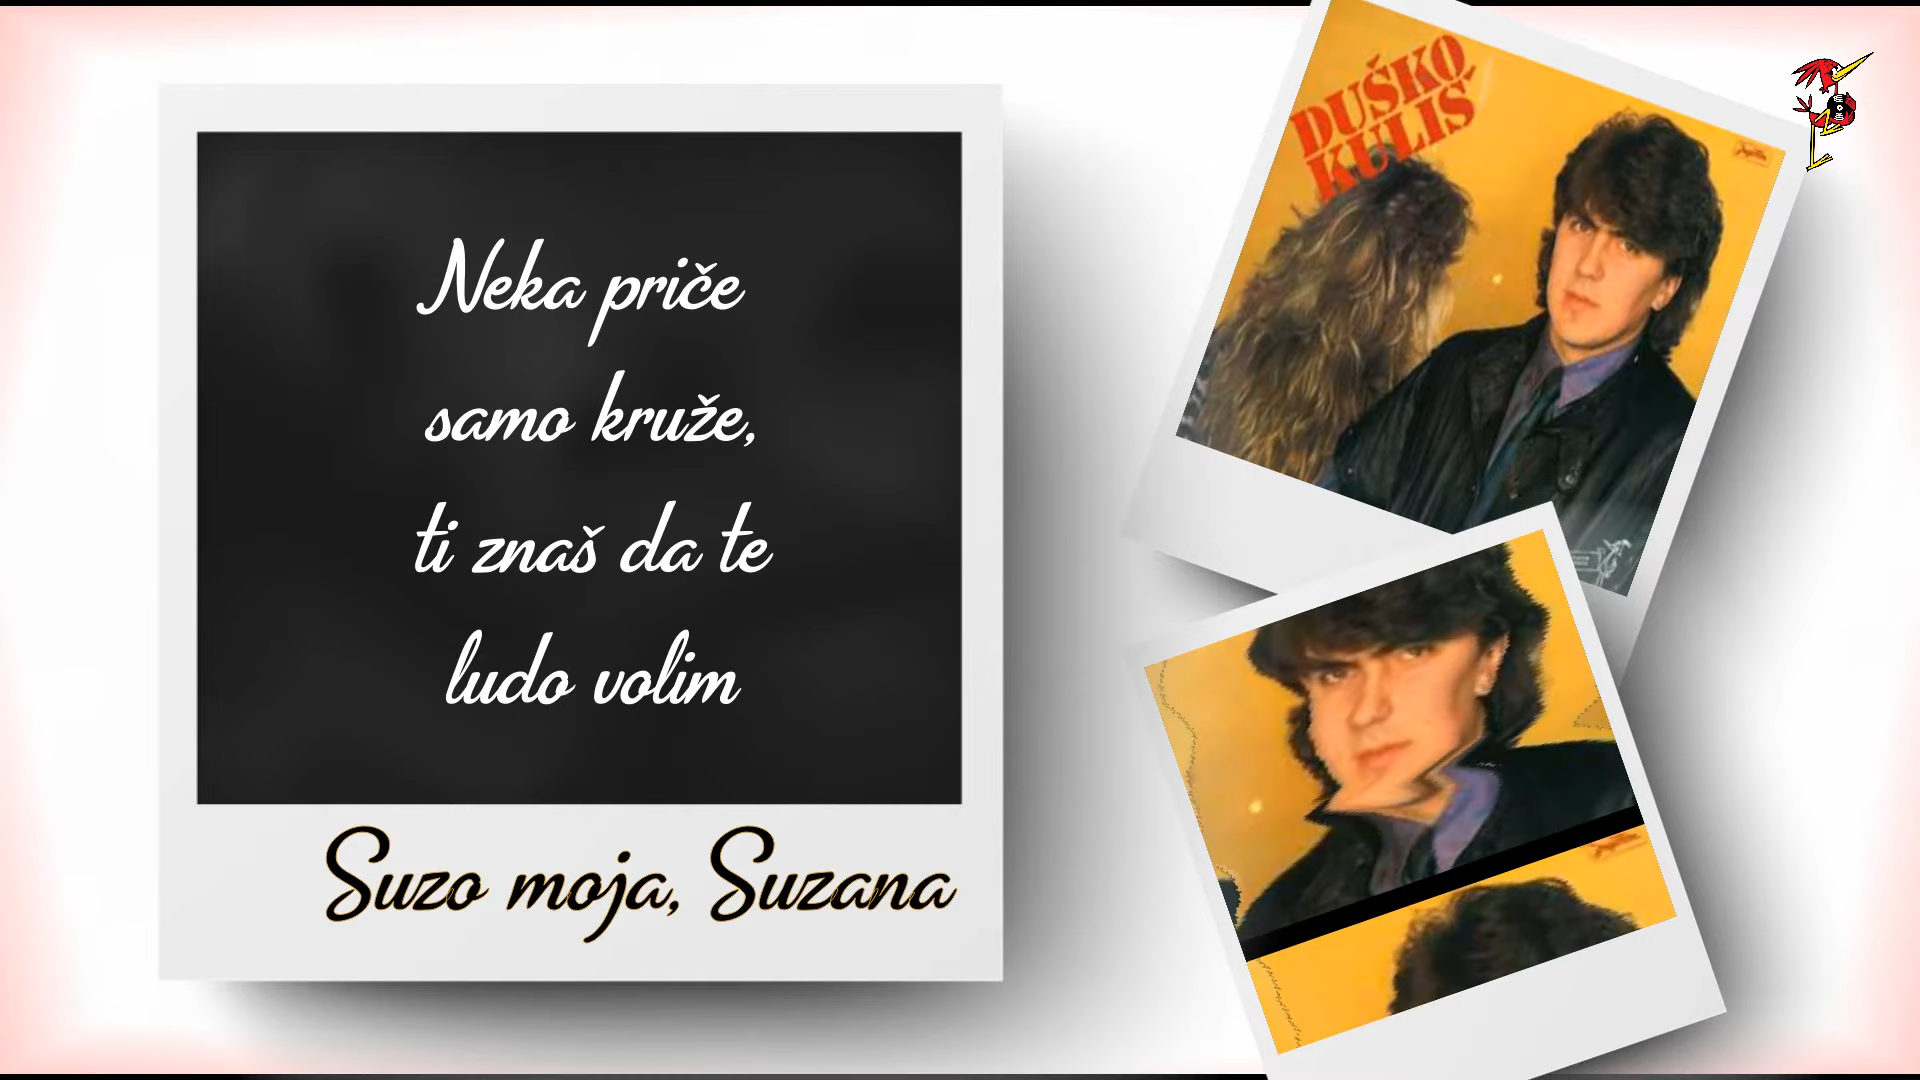 Neka priče
samo kruže,
ti znaš da te
ludo volim
Suzo moja, Suzana
DUŠKO
KULIŠ